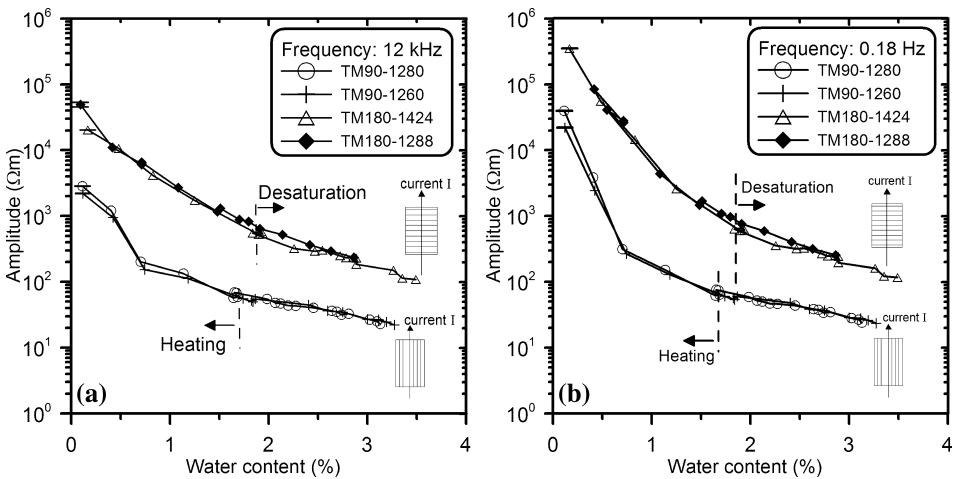 Amplitude (Ωm)
10⁶
10⁵
10⁴
10³
10²
10¹
10⁰
Frequency: 12 kHz
TM90-1280
TM90-1260
TM180-1424
TM180-1288
Desaturation
current I
current I
Heating
(a)
0 1 2 3 4
Water content (%)
Amplitude (Ωm)
10⁶
10⁵
10⁴
10³
10²
10¹
10⁰
Frequency: 0.18 Hz
TM90-1280
TM90-1260
TM180-1424
TM180-1288
Desaturation
current I
current I
Heating
(b)
0 1 2 3 4
Water content (%)